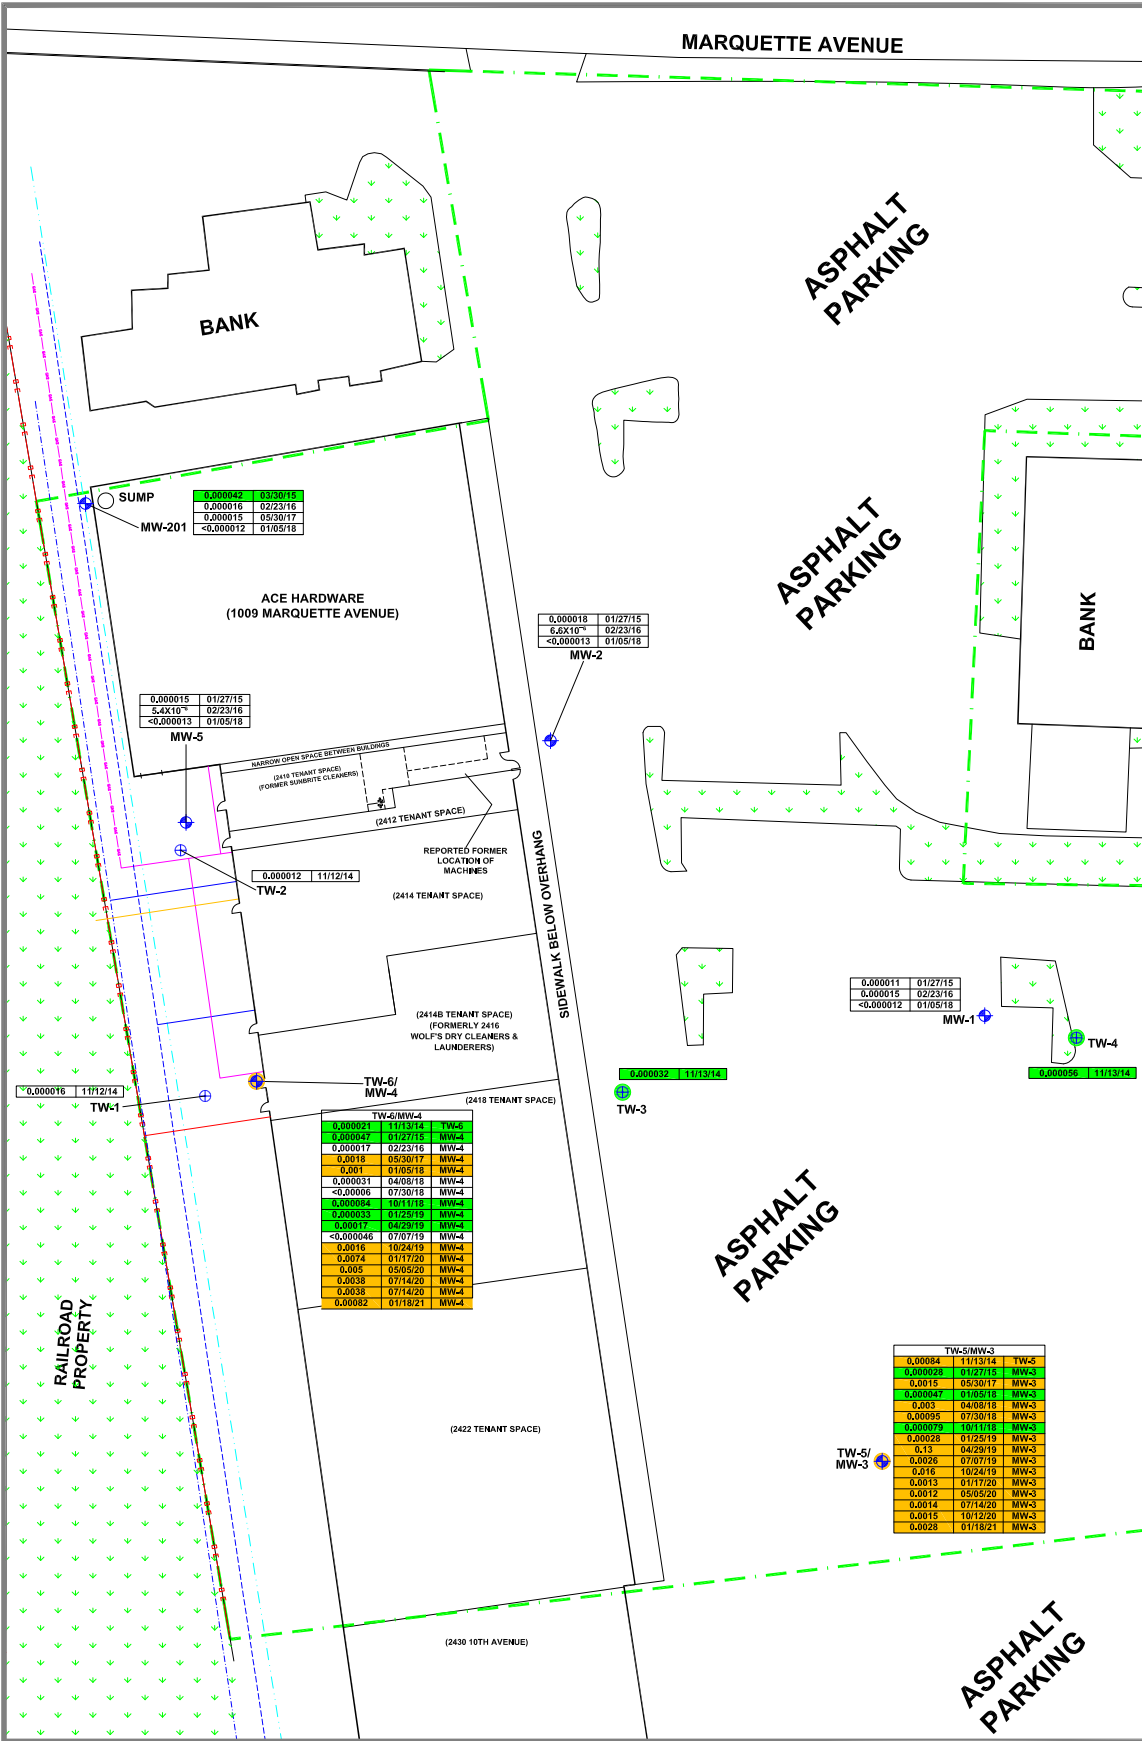 MARQUETTE AVENUE
ASPHALT
PARKING
BANK
SUMP
MW-201
0.000042 03/30/15
0.000016 02/23/16
0.000015 05/30/17
<0.000012 01/05/18
ACE HARDWARE
(1009 MARQUETTE AVENUE)
ASPHALT
PARKING
BANK
0.000018 01/27/15
6.6X10⁻⁶ 02/23/16
<0.000013 01/05/18
MW-2
0.000015 01/27/15
5.4X10⁻⁶ 02/23/16
<0.000013 01/05/18
MW-5
NARROW OPEN SPACE BETWEEN BUILDINGS
(2410 TENANT SPACE)
(FORMER SUNBRITE CLEANERS)
(2412 TENANT SPACE)
REPORTED FORMER
LOCATION OF
MACHINES
0.000012 11/12/14
TW-2
(2414 TENANT SPACE)
SIDEWALK BELOW OVERHANG
(2414B TENANT SPACE)
(FORMERLY 2416
WOLF'S DRY CLEANERS &
LAUNDERERS)
0.000011 01/27/15
0.000015 02/23/16
<0.000012 01/05/18
MW-1
TW-4
0.000056 11/13/14
0.000032 11/13/14
TW-3
0.000016 11/12/14
TW-1
TW-6/
MW-4
(2418 TENANT SPACE)
TW-6/MW-4
0.000021 11/13/14 TW-6
0.000047 01/27/15 MW-4
0.000017 02/23/16 MW-4
0.0018 05/30/17 MW-4
0.001 01/05/18 MW-4
0.000031 04/08/18 MW-4
<0.00006 07/30/18 MW-4
0.000084 10/11/18 MW-4
0.000033 01/25/19 MW-4
0.00017 04/29/19 MW-4
<0.000046 07/07/19 MW-4
0.0016 10/24/19 MW-4
0.0074 01/17/20 MW-4
0.005 05/05/20 MW-4
0.0038 07/14/20 MW-4
0.0038 07/14/20 MW-4
0.00082 01/18/21 MW-4
ASPHALT
PARKING
RAILROAD
PROPERTY
(2422 TENANT SPACE)
TW-5/
MW-3
TW-5/MW-3
0.00084 11/13/14 TW-5
0.000028 01/27/15 MW-3
0.0015 05/30/17 MW-3
0.000047 01/05/18 MW-3
0.003 04/08/18 MW-3
0.00095 07/30/18 MW-3
0.000079 10/11/18 MW-3
0.00028 01/25/19 MW-3
0.13 04/29/19 MW-3
0.0026 07/07/19 MW-3
0.016 10/24/19 MW-3
0.0013 01/17/20 MW-3
0.0012 05/05/20 MW-3
0.0014 07/14/20 MW-3
0.0015 10/12/20 MW-3
0.0028 01/18/21 MW-3
(2430 10TH AVENUE)
ASPHALT
PARKING